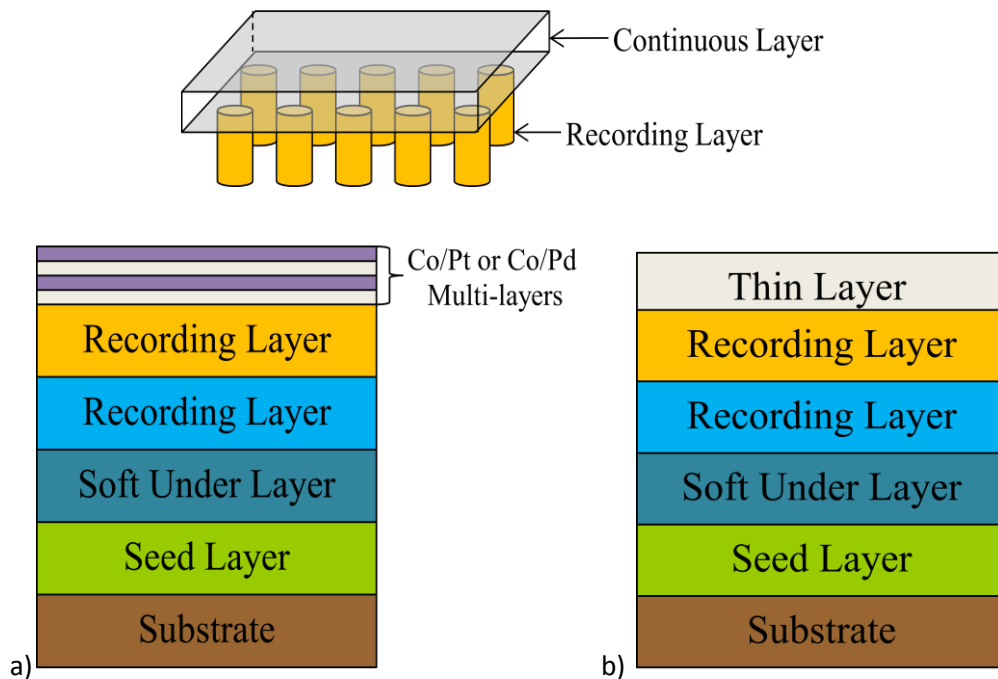 Continuous Layer
Recording Layer
Co/Pt or Co/Pd
Multi-layers
Recording Layer
Recording Layer
Soft Under Layer
Seed Layer
Substrate
a)
Thin Layer
Recording Layer
Recording Layer
Soft Under Layer
Seed Layer
Substrate
b)